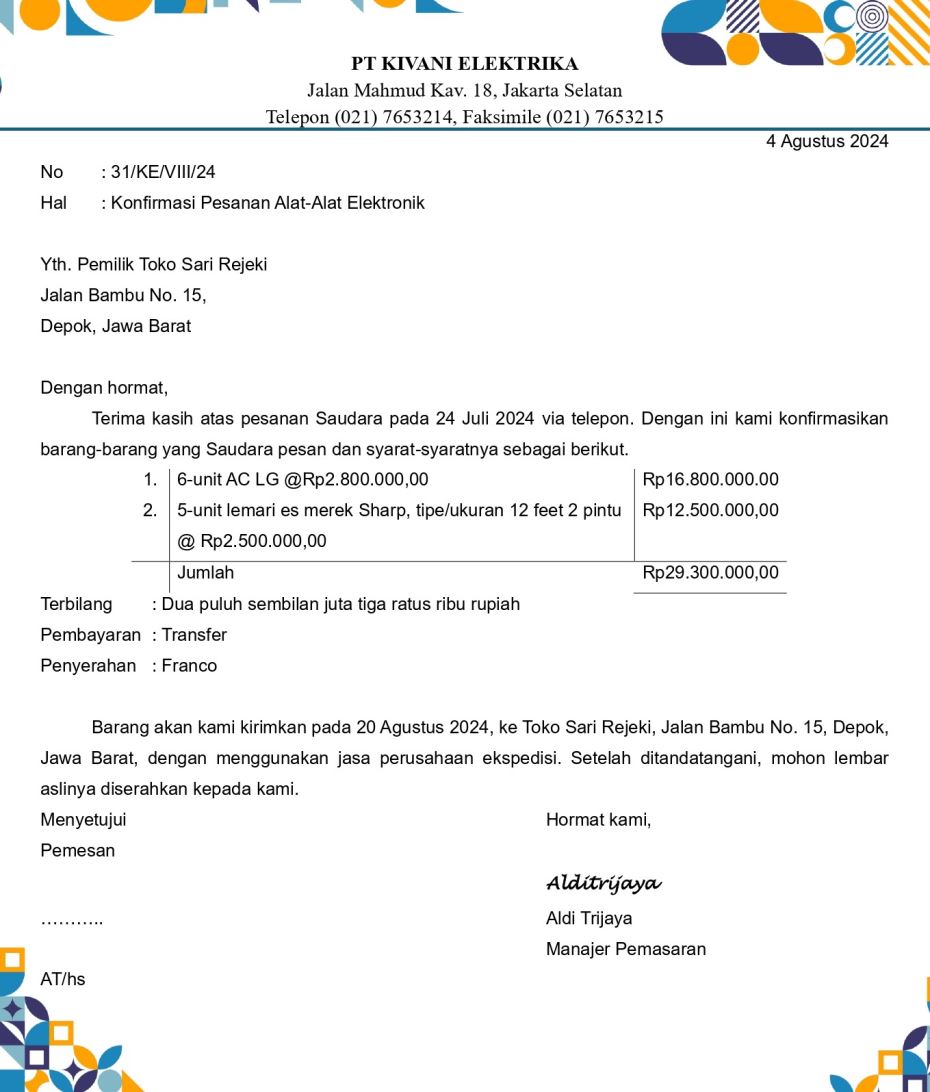 PT KIVANI ELEKTRIKA
Jalan Mahmud Kav. 18, Jakarta Selatan
Telepon (021) 7653214, Faksimile (021) 7653215
4 Agustus 2024
No : 31/KE/VIII/24
Hal : Konfirmasi Pesanan Alat-Alat Elektronik
Yth. Pemilik Toko Sari Rejeki
Jalan Bambu No. 15,
Depok, Jawa Barat
Dengan hormat,
Terima kasih atas pesanan Saudara pada 24 Juli 2024 via telepon. Dengan ini kami konfirmasikan
barang-barang yang Saudara pesan dan syarat-syaratnya sebagai berikut.
1. 6-unit AC LG @Rp2.800.000,00 Rp16.800.000.00
2. 5-unit lemari es merek Sharp, tipe/ukuran 12 feet 2 pintu Rp12.500.000,00
@ Rp2.500.000,00
Jumlah Rp29.300.000,00
Terbilang : Dua puluh sembilan juta tiga ratus ribu rupiah
Pembayaran : Transfer
Penyerahan : Franco
Barang akan kami kirimkan pada 20 Agustus 2024, ke Toko Sari Rejeki, Jalan Bambu No. 15, Depok,
Jawa Barat, dengan menggunakan jasa perusahaan ekspedisi. Setelah ditandatangani, mohon lembar
aslinya diserahkan kepada kami.
Menyetujui Hormat kami,
Pemesan
Alditrijaya
……….. Aldi Trijaya
Manajer Pemasaran
AT/hs